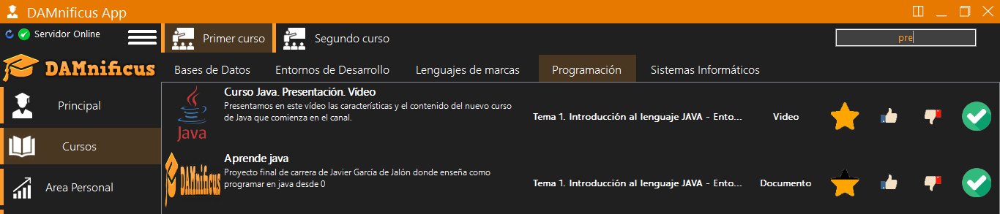 DAMnificus App
Servidor Online
Primer curso
Segundo curso
pre
DAMnificus
Bases de Datos
Entornos de Desarrollo
Lenguajes de marcas
Programación
Sistemas Informáticos
Principal
Cursos
Area Personal
Java
Curso Java. Presentación. Vídeo
Presentamos en este vídeo las características y el contenido del nuevo curso
de Java que comienza en el canal.
Tema 1. Introducción al lenguaje JAVA - Ento...
Video
DAMnificus
Aprende java
Proyecto final de carrera de Javier García de Jalón donde enseña como
programar en java desde 0
Tema 1. Introducción al lenguaje JAVA - Ento...
Documento